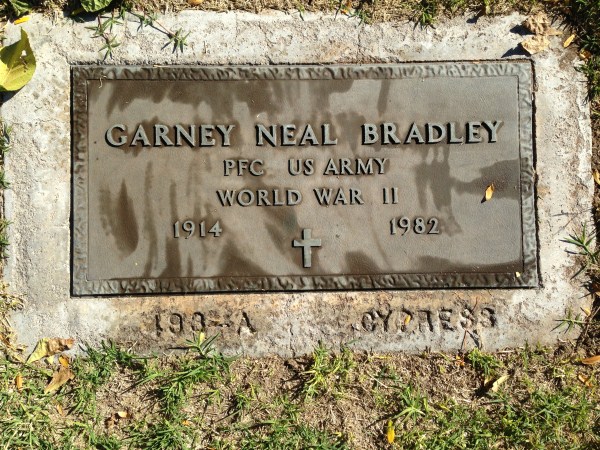 GARNEY NEAL BRADLEY
PFC US ARMY
WORLD WAR II
1914 1982
193-A CYPRESS